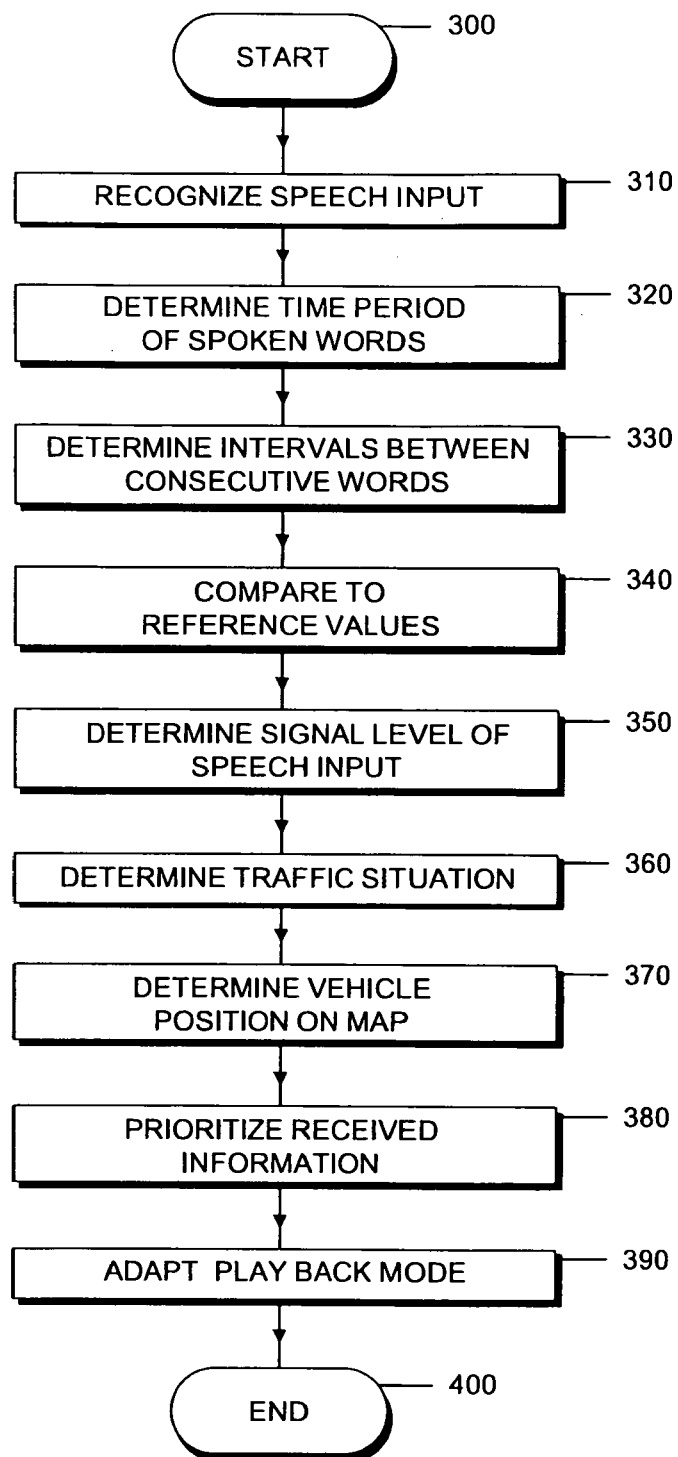 START
300
RECOGNIZE SPEECH INPUT
310
DETERMINE TIME PERIOD
OF SPOKEN WORDS
320
DETERMINE INTERVALS BETWEEN
CONSECUTIVE WORDS
330
COMPARE TO
REFERENCE VALUES
340
DETERMINE SIGNAL LEVEL OF
SPEECH INPUT
350
DETERMINE TRAFFIC SITUATION
360
DETERMINE VEHICLE
POSITION ON MAP
370
PRIORITIZE RECEIVED
INFORMATION
380
ADAPT PLAY BACK MODE
390
END
400